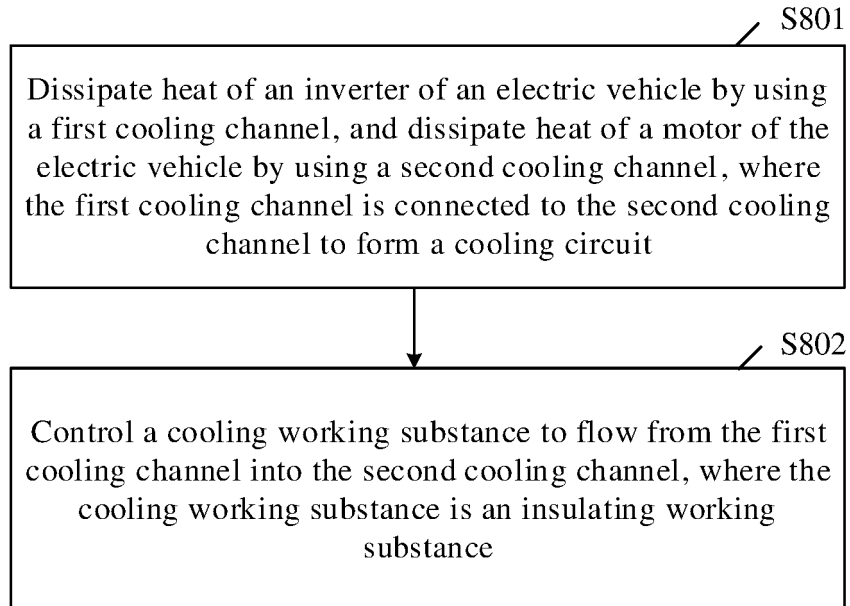 S801
Dissipate heat of an inverter of an electric vehicle by using
a first cooling channel, and dissipate heat of a motor of the
electric vehicle by using a second cooling channel, where
the first cooling channel is connected to the second cooling
channel to form a cooling circuit
S802
Control a cooling working substance to flow from the first
cooling channel into the second cooling channel, where the
cooling working substance is an insulating working
substance